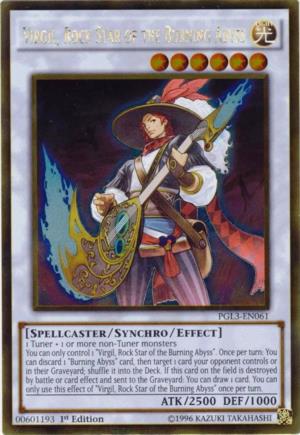 Virgil, Rock Star of the Burning Abyss
光
PGL3-EN061
[SPELLCASTER/SYNCHRO/EFFECT]
1 Tuner + 1 or more non-Tuner monsters
You can only control 1 "Virgil, Rock Star of the Burning Abyss". Once per turn: You
can discard 1 "Burning Abyss" card, then target 1 card your opponent controls or
in their Graveyard; shuffle it into the Deck. If this card on the field is destroyed
by battle or card effect and sent to the Graveyard: You can draw 1 card. You can
only use this effect of "Virgil, Rock Star of the Burning Abyss" once per turn.
ATK/2500 DEF/1000
00601193 1st Edition ©1996 KAZUKI TAKAHASHI